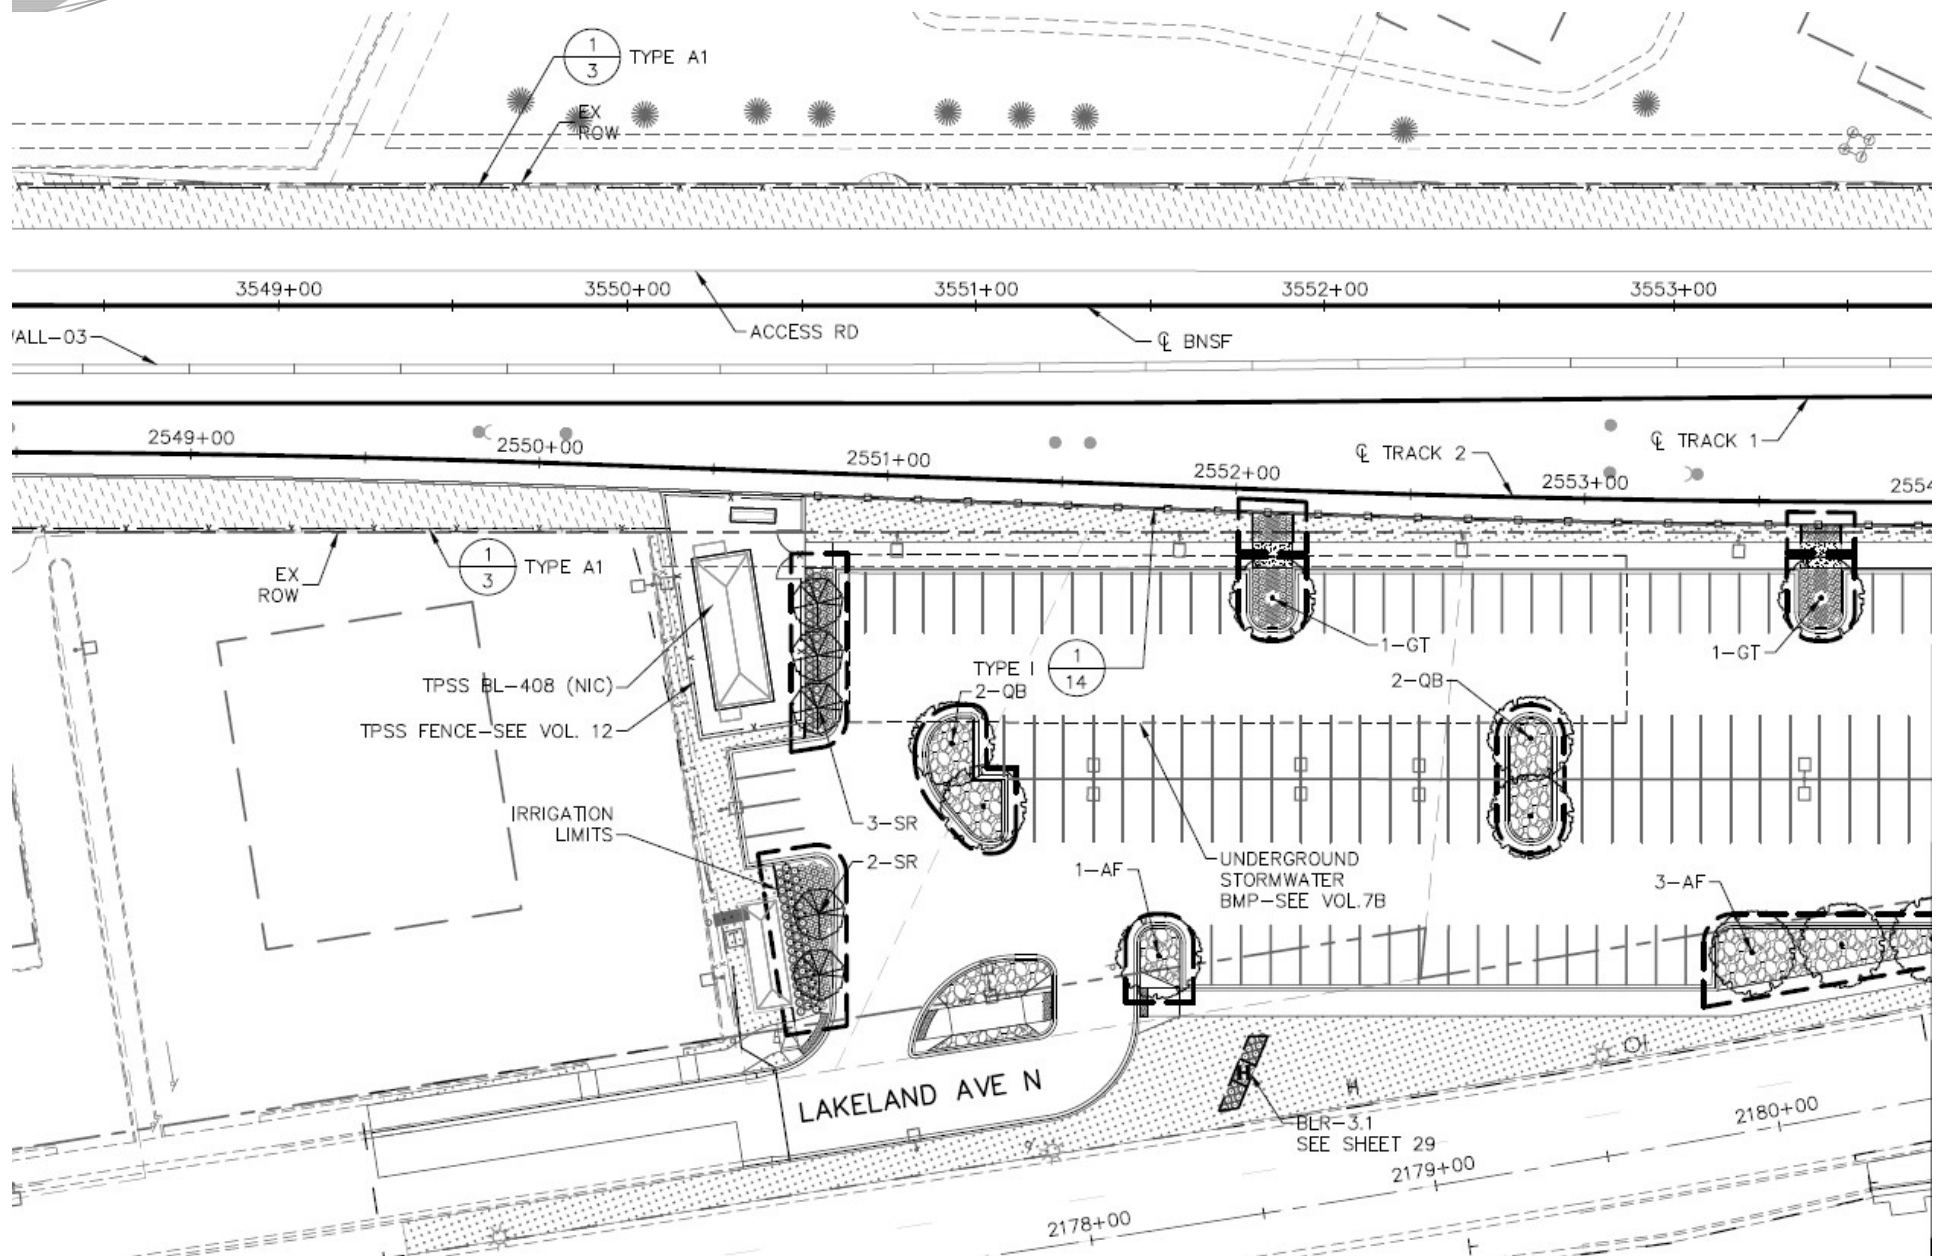 1
3
TYPE A1
EX
ROW
3549+00
3550+00
3551+00
3552+00
3553+00
ACCESS RD
℄ BNSF
WALL-03
2549+00
2550+00
2551+00
2552+00
2553+00
2554
℄ TRACK 2
℄ TRACK 1
EX
ROW
1
3
TYPE A1
TPSS BL-408 (NIC)
TPSS FENCE-SEE VOL. 12
TYPE I
1
14
1-GT
1-GT
2-QB
2-QB
IRRIGATION
LIMITS
3-SR
2-SR
1-AF
UNDERGROUND
STORMWATER
BMP-SEE VOL.7B
3-AF
LAKELAND AVE N
H
H
BLR-3.1
SEE SHEET 29
2178+00
2179+00
2180+00